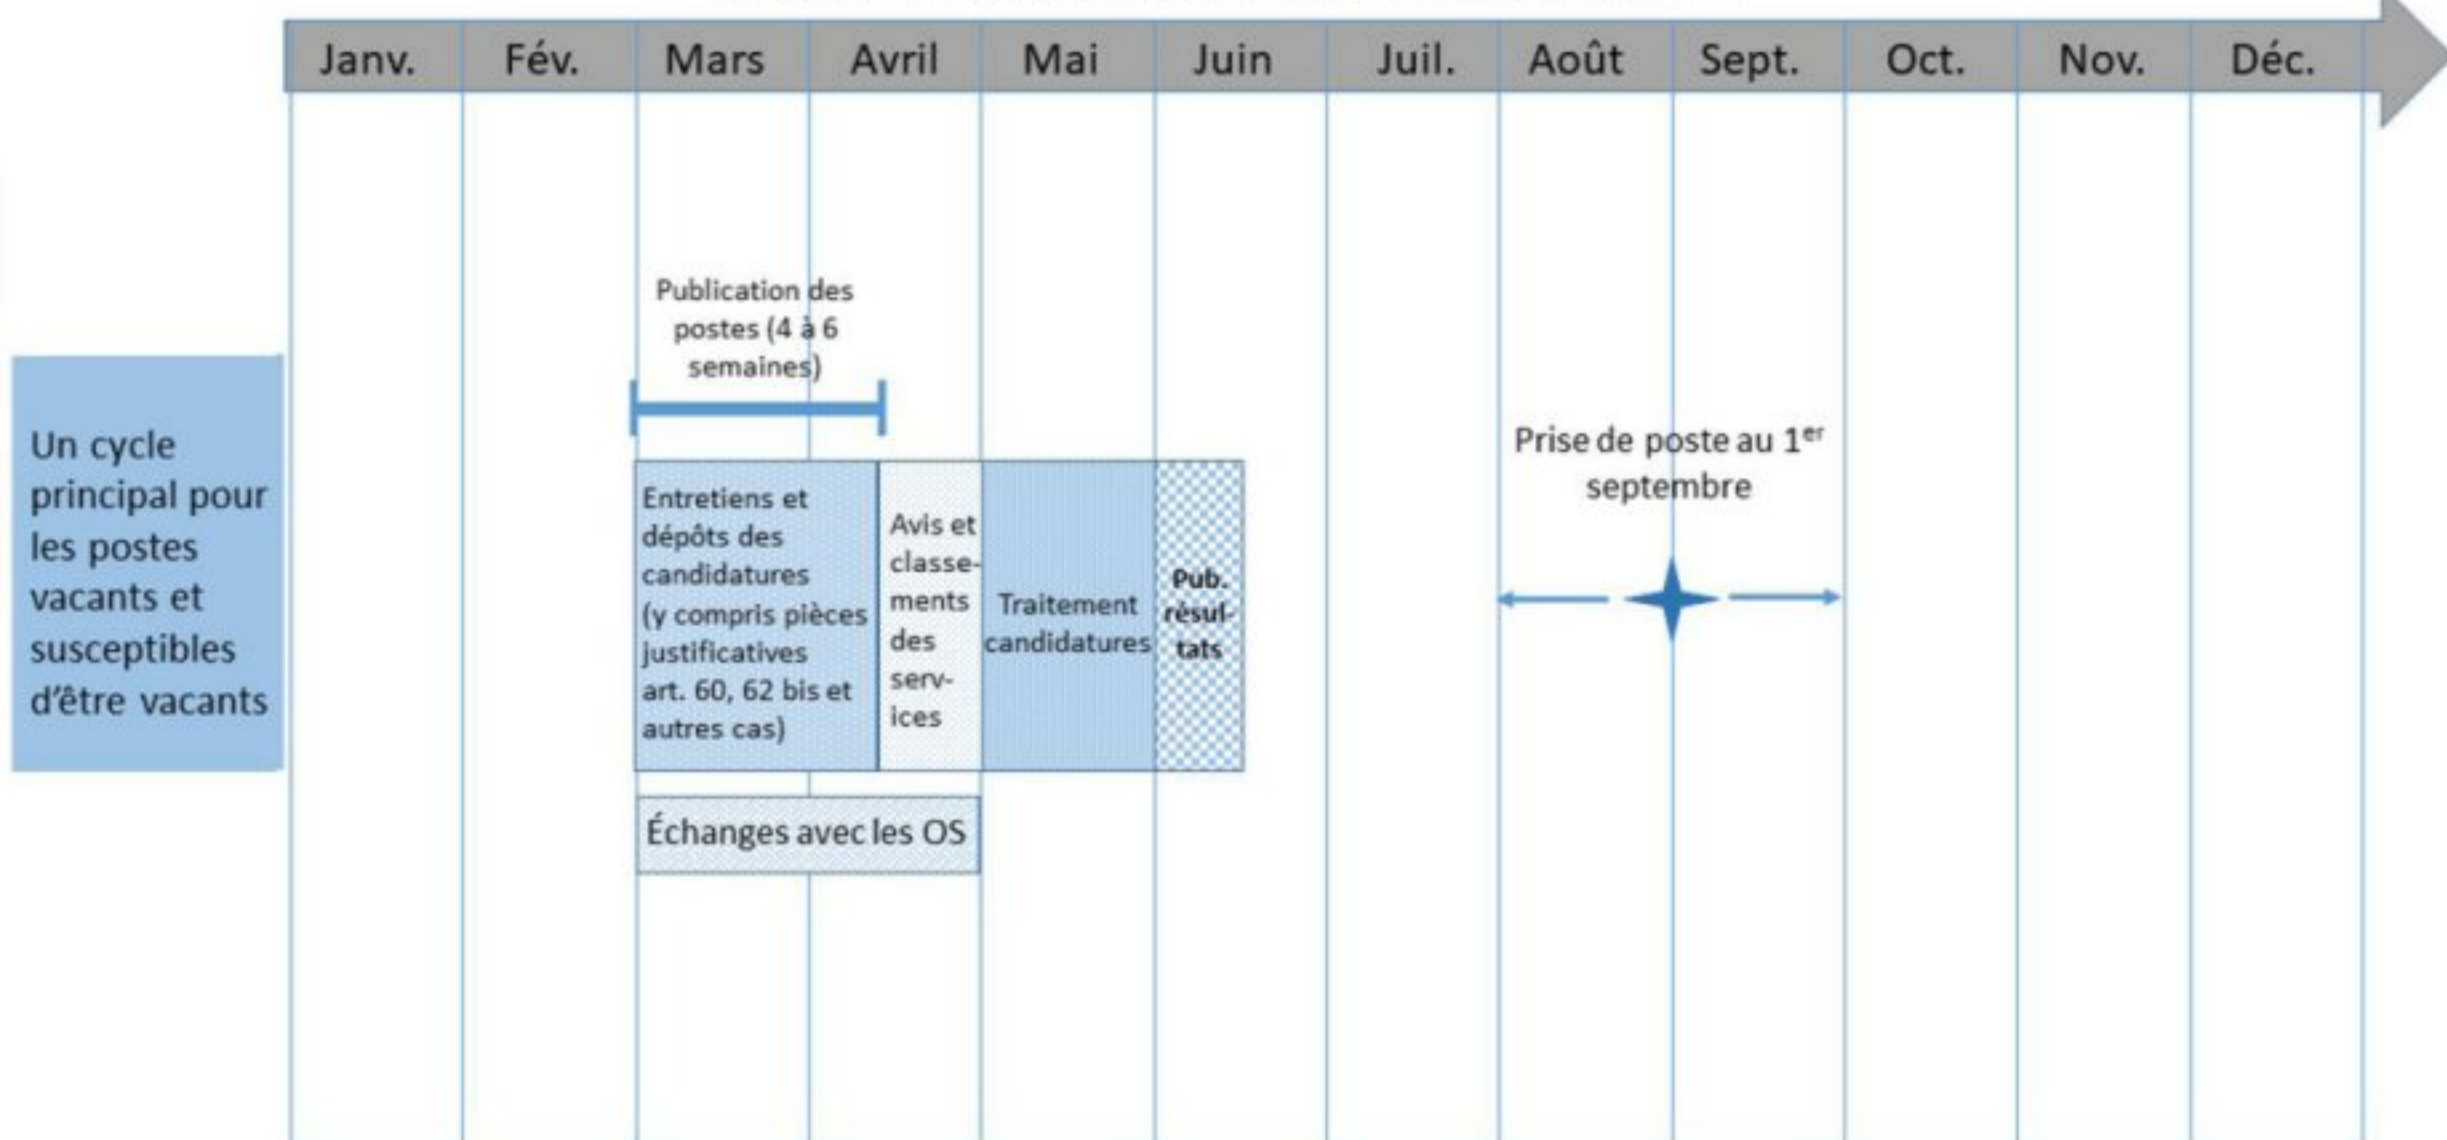 Janv. Fév. Mars Avril Mai Juin Juil. Août Sept. Oct. Nov. Déc.
Publication des
postes (4 à 6
semaines)
Un cycle
principal pour
les postes
vacants et
susceptibles
d'être vacants
Entretiens et
dépôts des
candidatures
(y compris pièces
justificatives
art. 60, 62 bis et
autres cas)
Avis et
classe-
ments
des
serv-
ices
Traitement
candidatures
Pub.
résul-
tats
Prise de poste au 1er
septembre
Échanges avec les OS